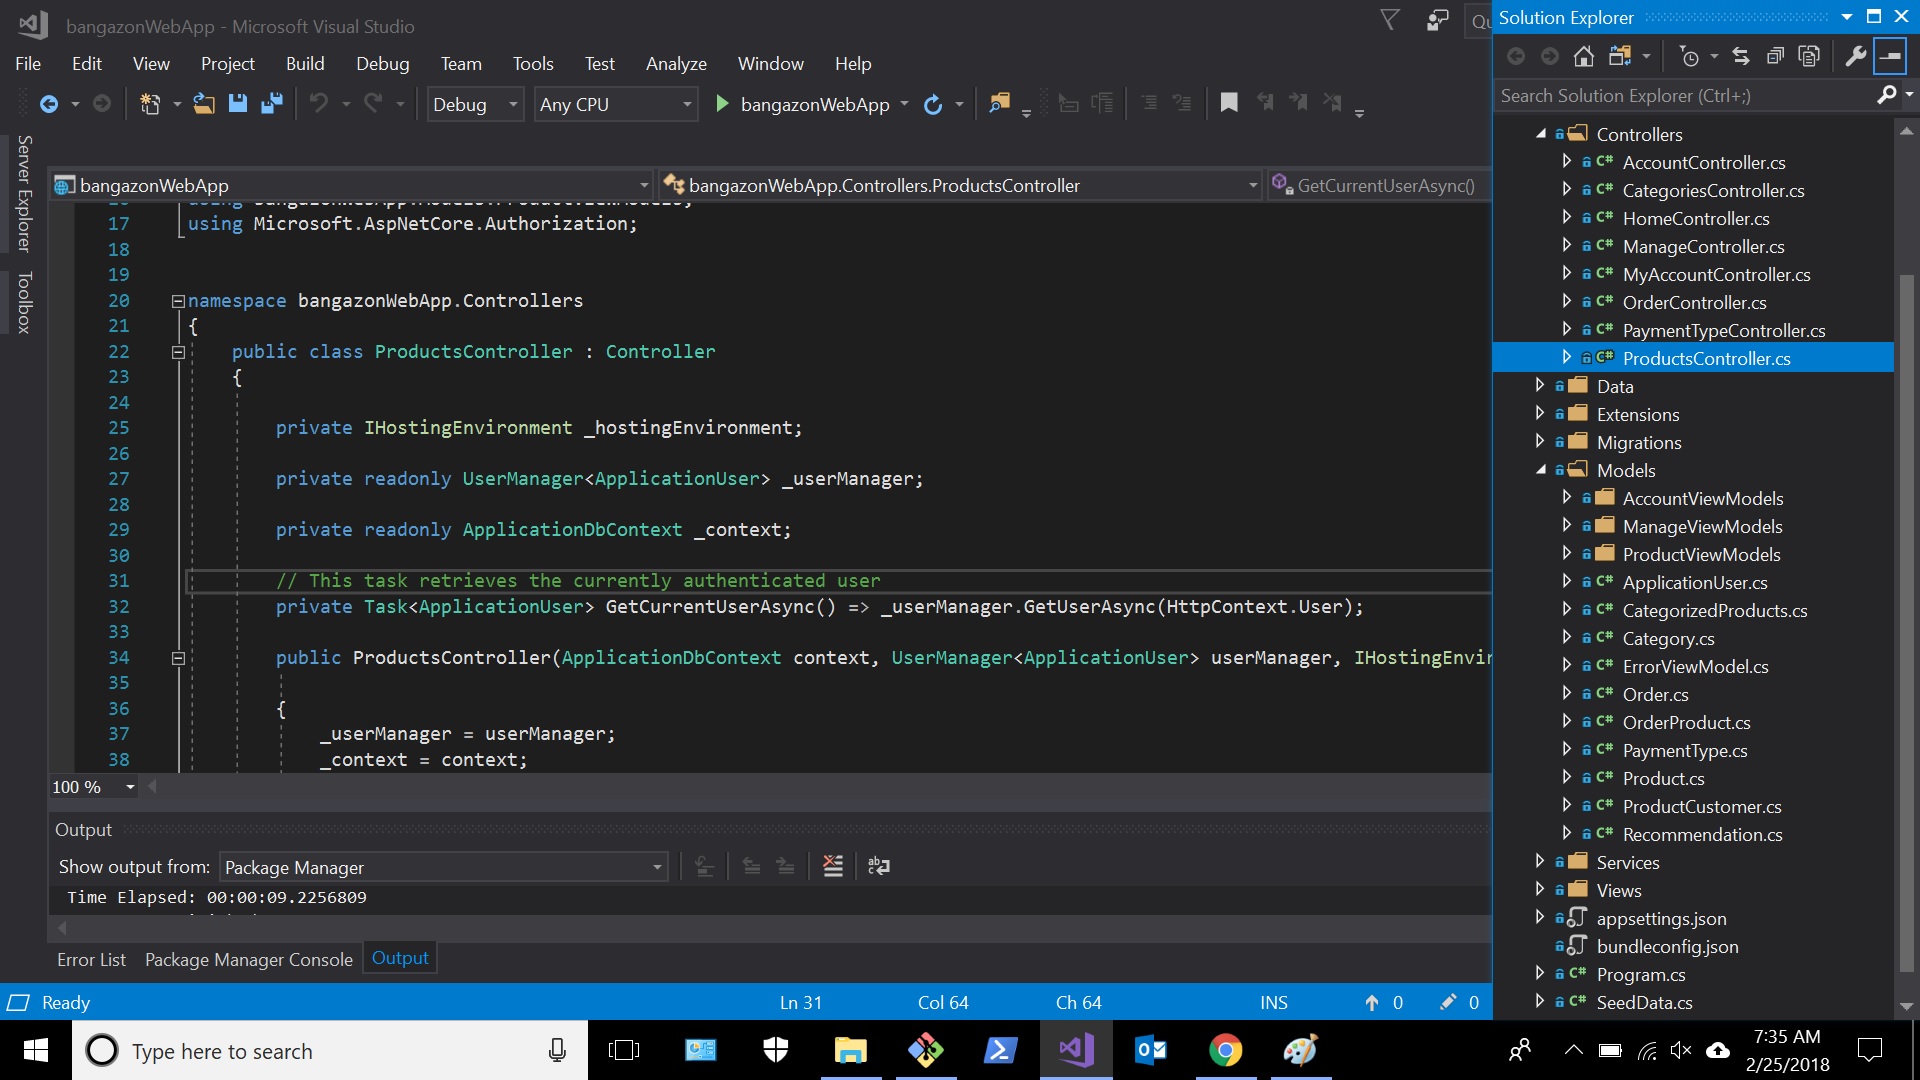 bangazonWebApp - Microsoft Visual Studio
Qu
File Edit View Project Build Debug Team Tools Test Analyze Window Help
Debug Any CPU bangazonWebApp
Server Explorer
Toolbox
bangazonWebApp bangazonWebApp.Controllers.ProductsController GetCurrentUserAsync()
17 using Microsoft.AspNetCore.Authorization;
18
19
20 namespace bangazonWebApp.Controllers
21 {
22 public class ProductsController : Controller
23 {
24
25 private IHostingEnvironment _hostingEnvironment;
26
27 private readonly UserManager<ApplicationUser> _userManager;
28
29 private readonly ApplicationDbContext _context;
30
31 // This task retrieves the currently authenticated user
32 private Task<ApplicationUser> GetCurrentUserAsync() => _userManager.GetUserAsync(HttpContext.User);
33
34 public ProductsController(ApplicationDbContext context, UserManager<ApplicationUser> userManager, IHostingEnvir
35
36 {
37 _userManager = userManager;
38 _context = context;
100 %
Output
Show output from: Package Manager
Time Elapsed: 00:00:09.2256809
Error List Package Manager Console Output
Ready Ln 31 Col 64 Ch 64 INS 0 0
Solution Explorer
Search Solution Explorer (Ctrl+;)
Controllers
C# AccountController.cs
C# CategoriesController.cs
C# HomeController.cs
C# ManageController.cs
C# MyAccountController.cs
C# OrderController.cs
C# PaymentTypeController.cs
C# ProductsController.cs
Data
Extensions
Migrations
Models
AccountViewModels
ManageViewModels
ProductViewModels
C# ApplicationUser.cs
C# CategorizedProducts.cs
C# Category.cs
C# ErrorViewModel.cs
C# Order.cs
C# OrderProduct.cs
C# PaymentType.cs
C# Product.cs
C# ProductCustomer.cs
C# Recommendation.cs
Services
Views
appsettings.json
bundleconfig.json
C# Program.cs
C# SeedData.cs
Type here to search
7:35 AM
2/25/2018